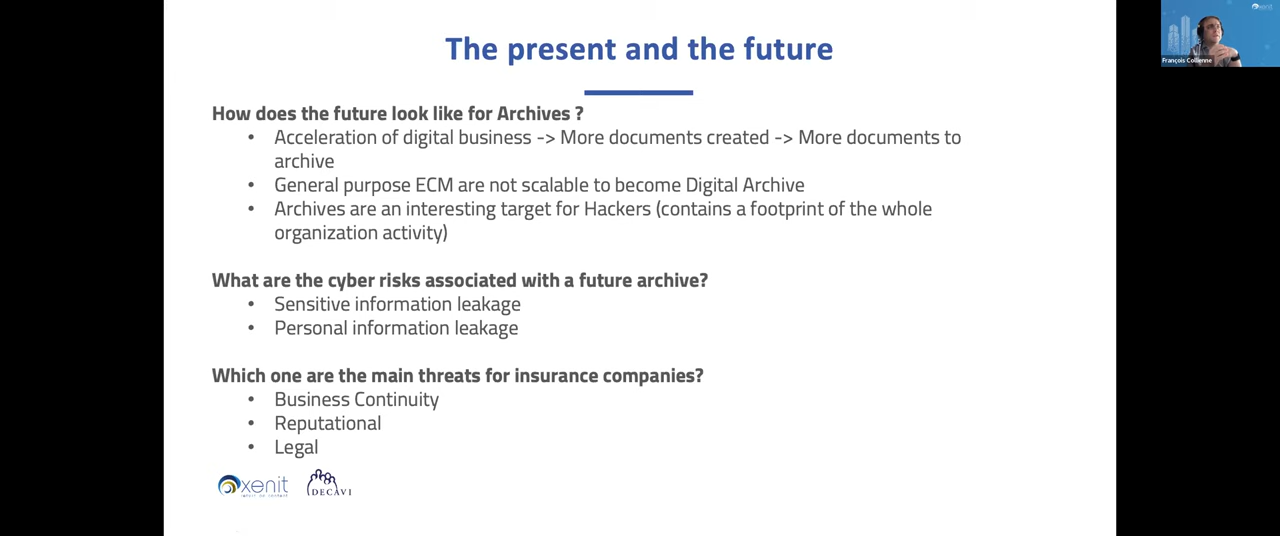 The present and the future
How does the future look like for Archives ?
• Acceleration of digital business -> More documents created -> More documents to
archive
• General purpose ECM are not scalable to become Digital Archive
• Archives are an interesting target for Hackers (contains a footprint of the whole
organization activity)
What are the cyber risks associated with a future archive?
• Sensitive information leakage
• Personal information leakage
Which one are the main threats for insurance companies?
• Business Continuity
• Reputational
• Legal
xenit
DECAVI
xenit
François Collenne